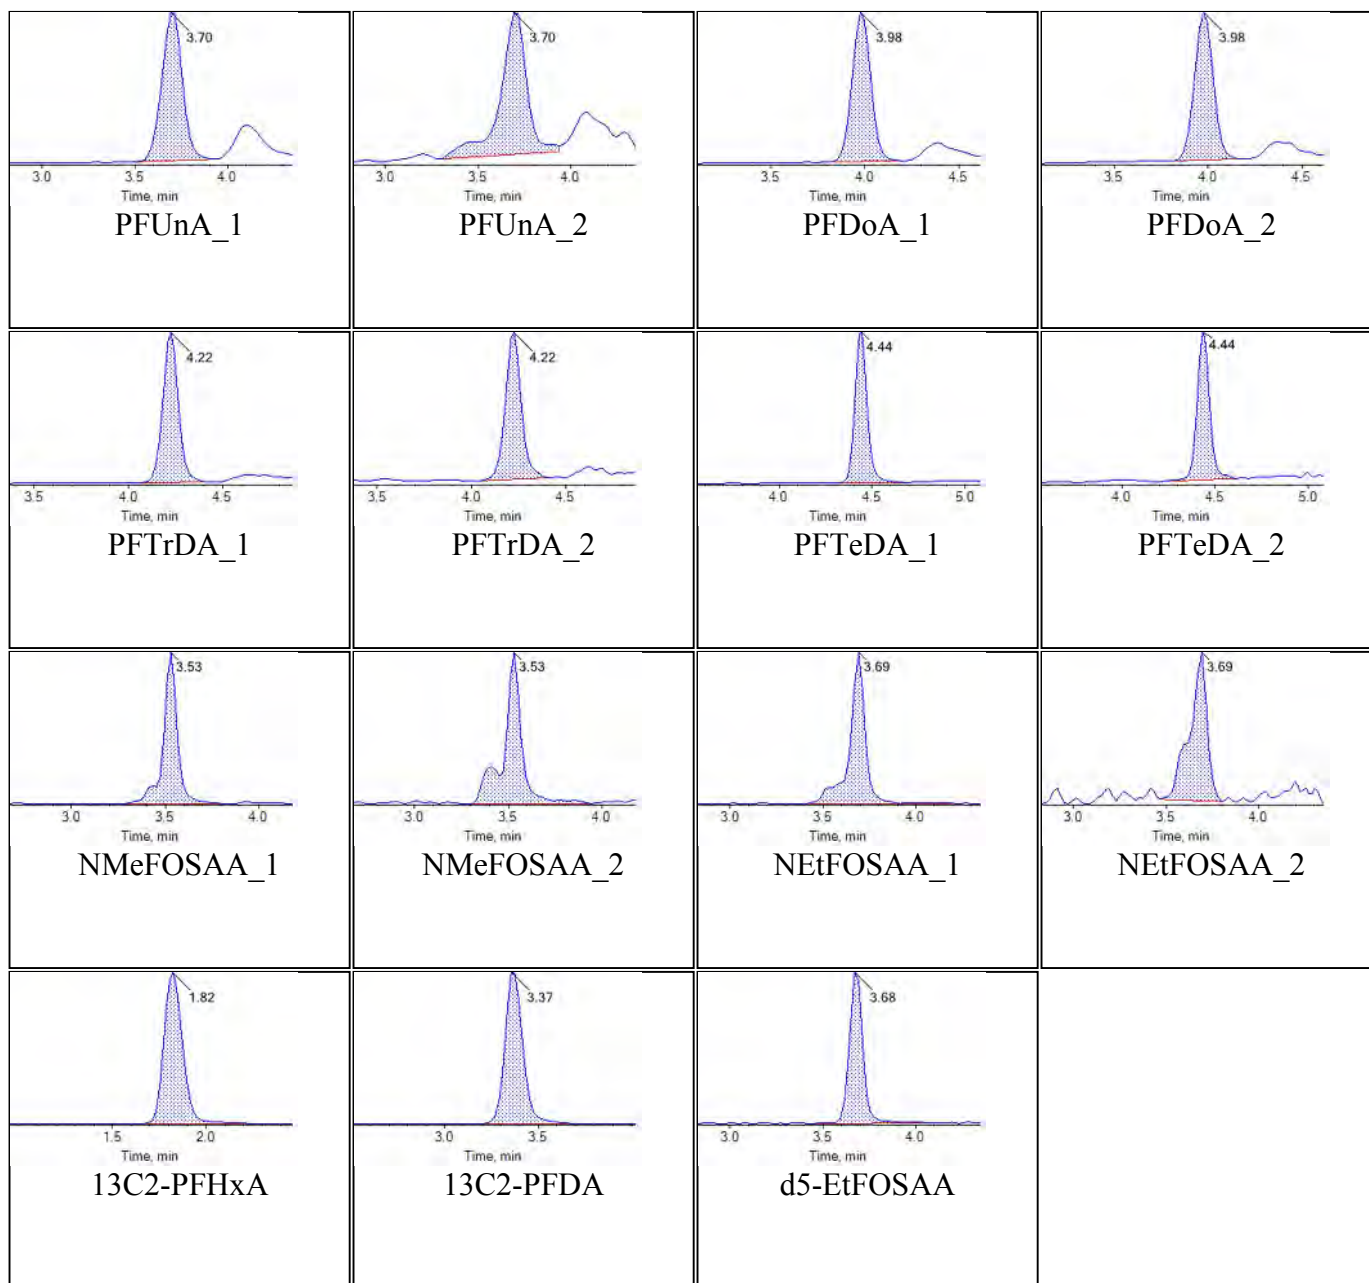 3.70
3.0 3.5 4.0
Time, min
PFUnA_1
3.70
3.0 3.5 4.0
Time, min
PFUnA_2
3.98
3.5 4.0 4.5
Time, min
PFDoA_1
3.98
3.5 4.0 4.5
Time, min
PFDoA_2
4.22
3.5 4.0 4.5
Time, min
PFTrDA_1
4.22
3.5 4.0 4.5
Time, min
PFTrDA_2
4.44
4.0 4.5 5.0
Time, min
PFTeDA_1
4.44
4.0 4.5 5.0
Time, min
PFTeDA_2
3.53
3.0 3.5 4.0
Time, min
NMeFOSAA_1
3.53
3.0 3.5 4.0
Time, min
NMeFOSAA_2
3.69
3.0 3.5 4.0
Time, min
NEtFOSAA_1
3.69
3.0 3.5 4.0
Time, min
NEtFOSAA_2
1.82
1.5 2.0
Time, min
13C2-PFHxA
3.37
3.0 3.5
Time, min
13C2-PFDA
3.68
3.0 3.5 4.0
Time, min
d5-EtFOSAA